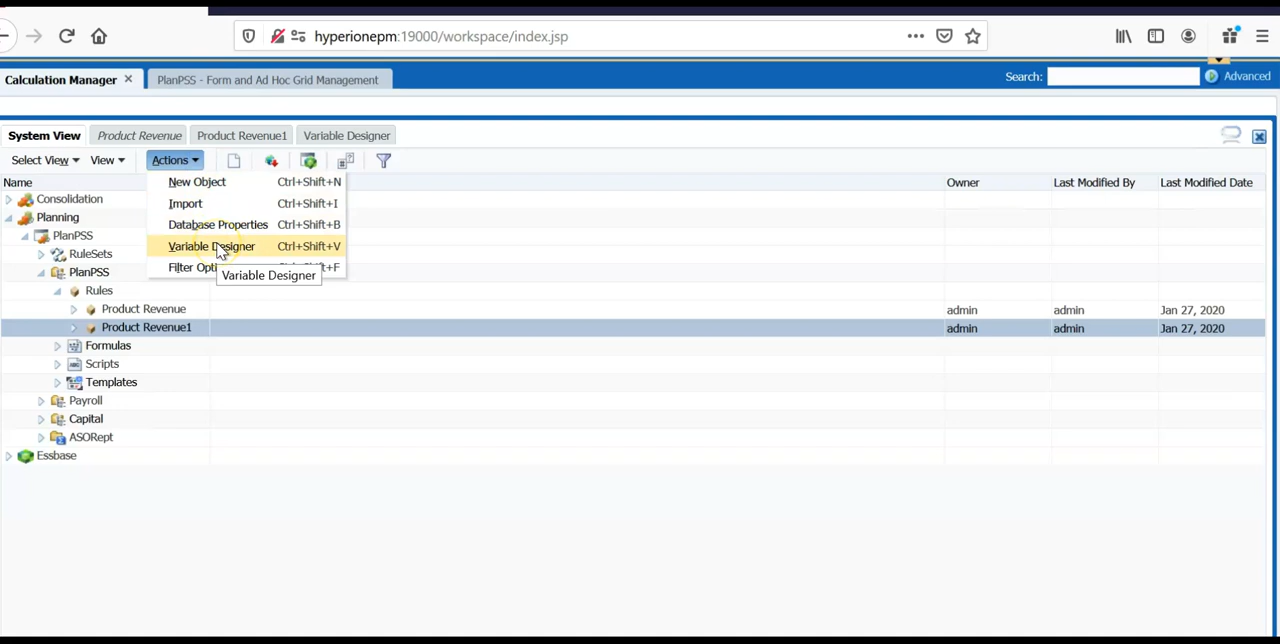 hyperionepm:19000/workspace/index.jsp
Calculation Manager
PlanPSS - Form and Ad Hoc Grid Management
Search:
Advanced
System View
Product Revenue
Product Revenue1
Variable Designer
Select View
View
Actions
Name
Owner
Last Modified By
Last Modified Date
New Object Ctrl+Shift+N
Import Ctrl+Shift+I
Database Properties Ctrl+Shift+B
Variable Designer Ctrl+Shift+V
Filter Opti t+F
Variable Designer
Consolidation
Planning
PlanPSS
RuleSets
PlanPSS
Rules
Product Revenue admin admin Jan 27, 2020
Product Revenue1 admin admin Jan 27, 2020
Formulas
Scripts
Templates
Payroll
Capital
ASORept
Essbase